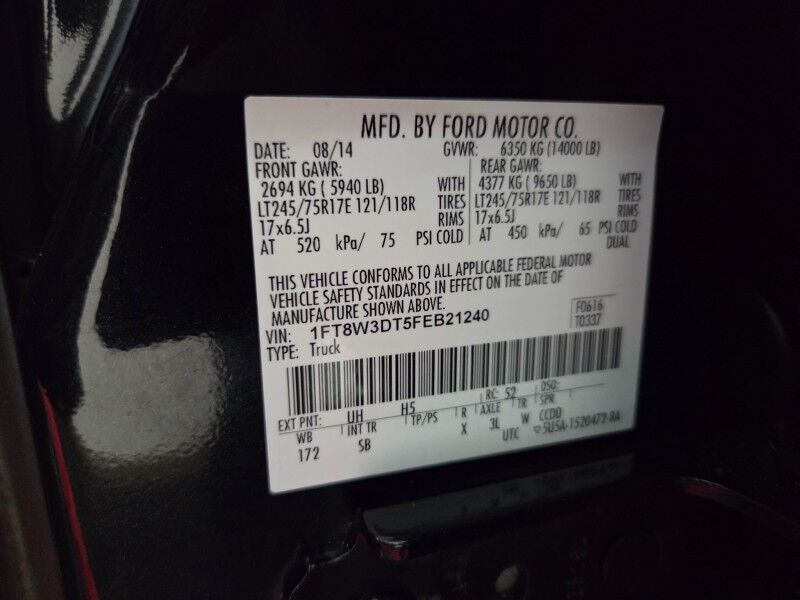 MFD. BY FORD MOTOR CO.
DATE: 08/14 GVWR: 6350 KG (14000 LB)
FRONT GAWR: REAR GAWR:
2694 KG ( 5940 LB) WITH 4377 KG ( 9650 LB) WITH
LT245/75R17E 121/118R TIRES LT245/75R17E 121/118R TIRES
17x6.5J RIMS 17x6.5J RIMS
AT 520 kPa/ 75 PSI COLD AT 450 kPa/ 65 PSI COLD
DUAL
THIS VEHICLE CONFORMS TO ALL APPLICABLE FEDERAL MOTOR
VEHICLE SAFETY STANDARDS IN EFFECT ON THE DATE OF
MANUFACTURE SHOWN ABOVE.
VIN: 1FT8W3DT5FEB21240 F0616
TYPE: Truck T0337
RC: 52 DSO:
EXT PNT: UH H5
WB INT TR TP/PS R AXLE TR SPR
172 SB X 3L W CCDD
UTC ▽5U5A-1520472-BA